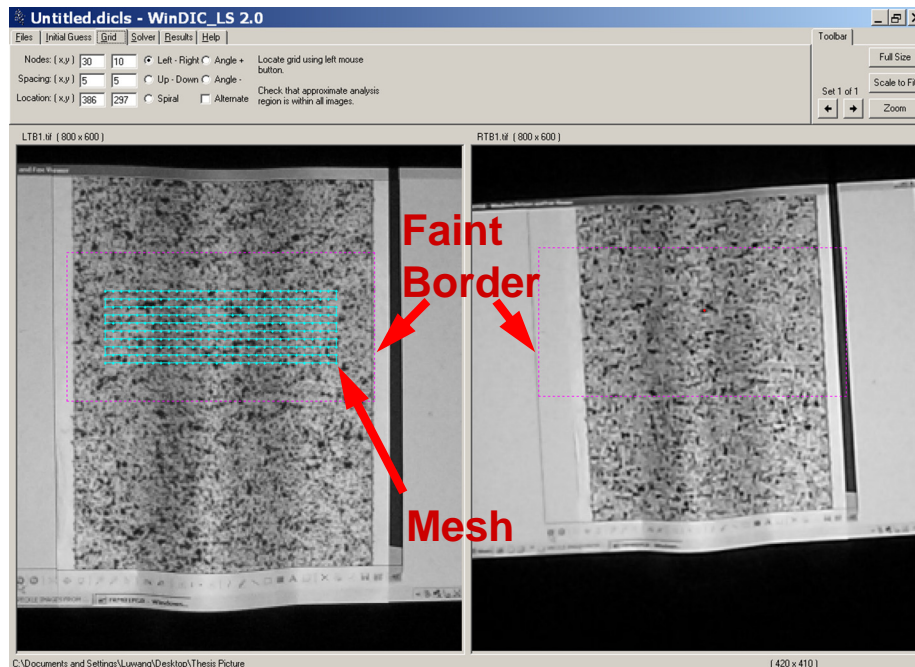 Untitled.dicls - WinDIC_LS 2.0
Files Initial Guess Grid Solver Results Help
Toolbar
Nodes: ( x,y ) 30 10 Left - Right Angle + Locate grid using left mouse button.
Spacing: ( x,y ) 5 5 Up - Down Angle - Check that approximate analysis
Location: ( x,y ) 386 297 Spiral Alternate region is within all images.
Full Size
Set 1 of 1 Scale to Fi
Zoom
LTB1.tif ( 800 x 600 ) RTB1.tif ( 800 x 600 )
and Fax Viewer
Faint
Border
Mesh
C:\Documents and Settings\Luwang\Desktop\Thesis Picture ( 420 x 410 )